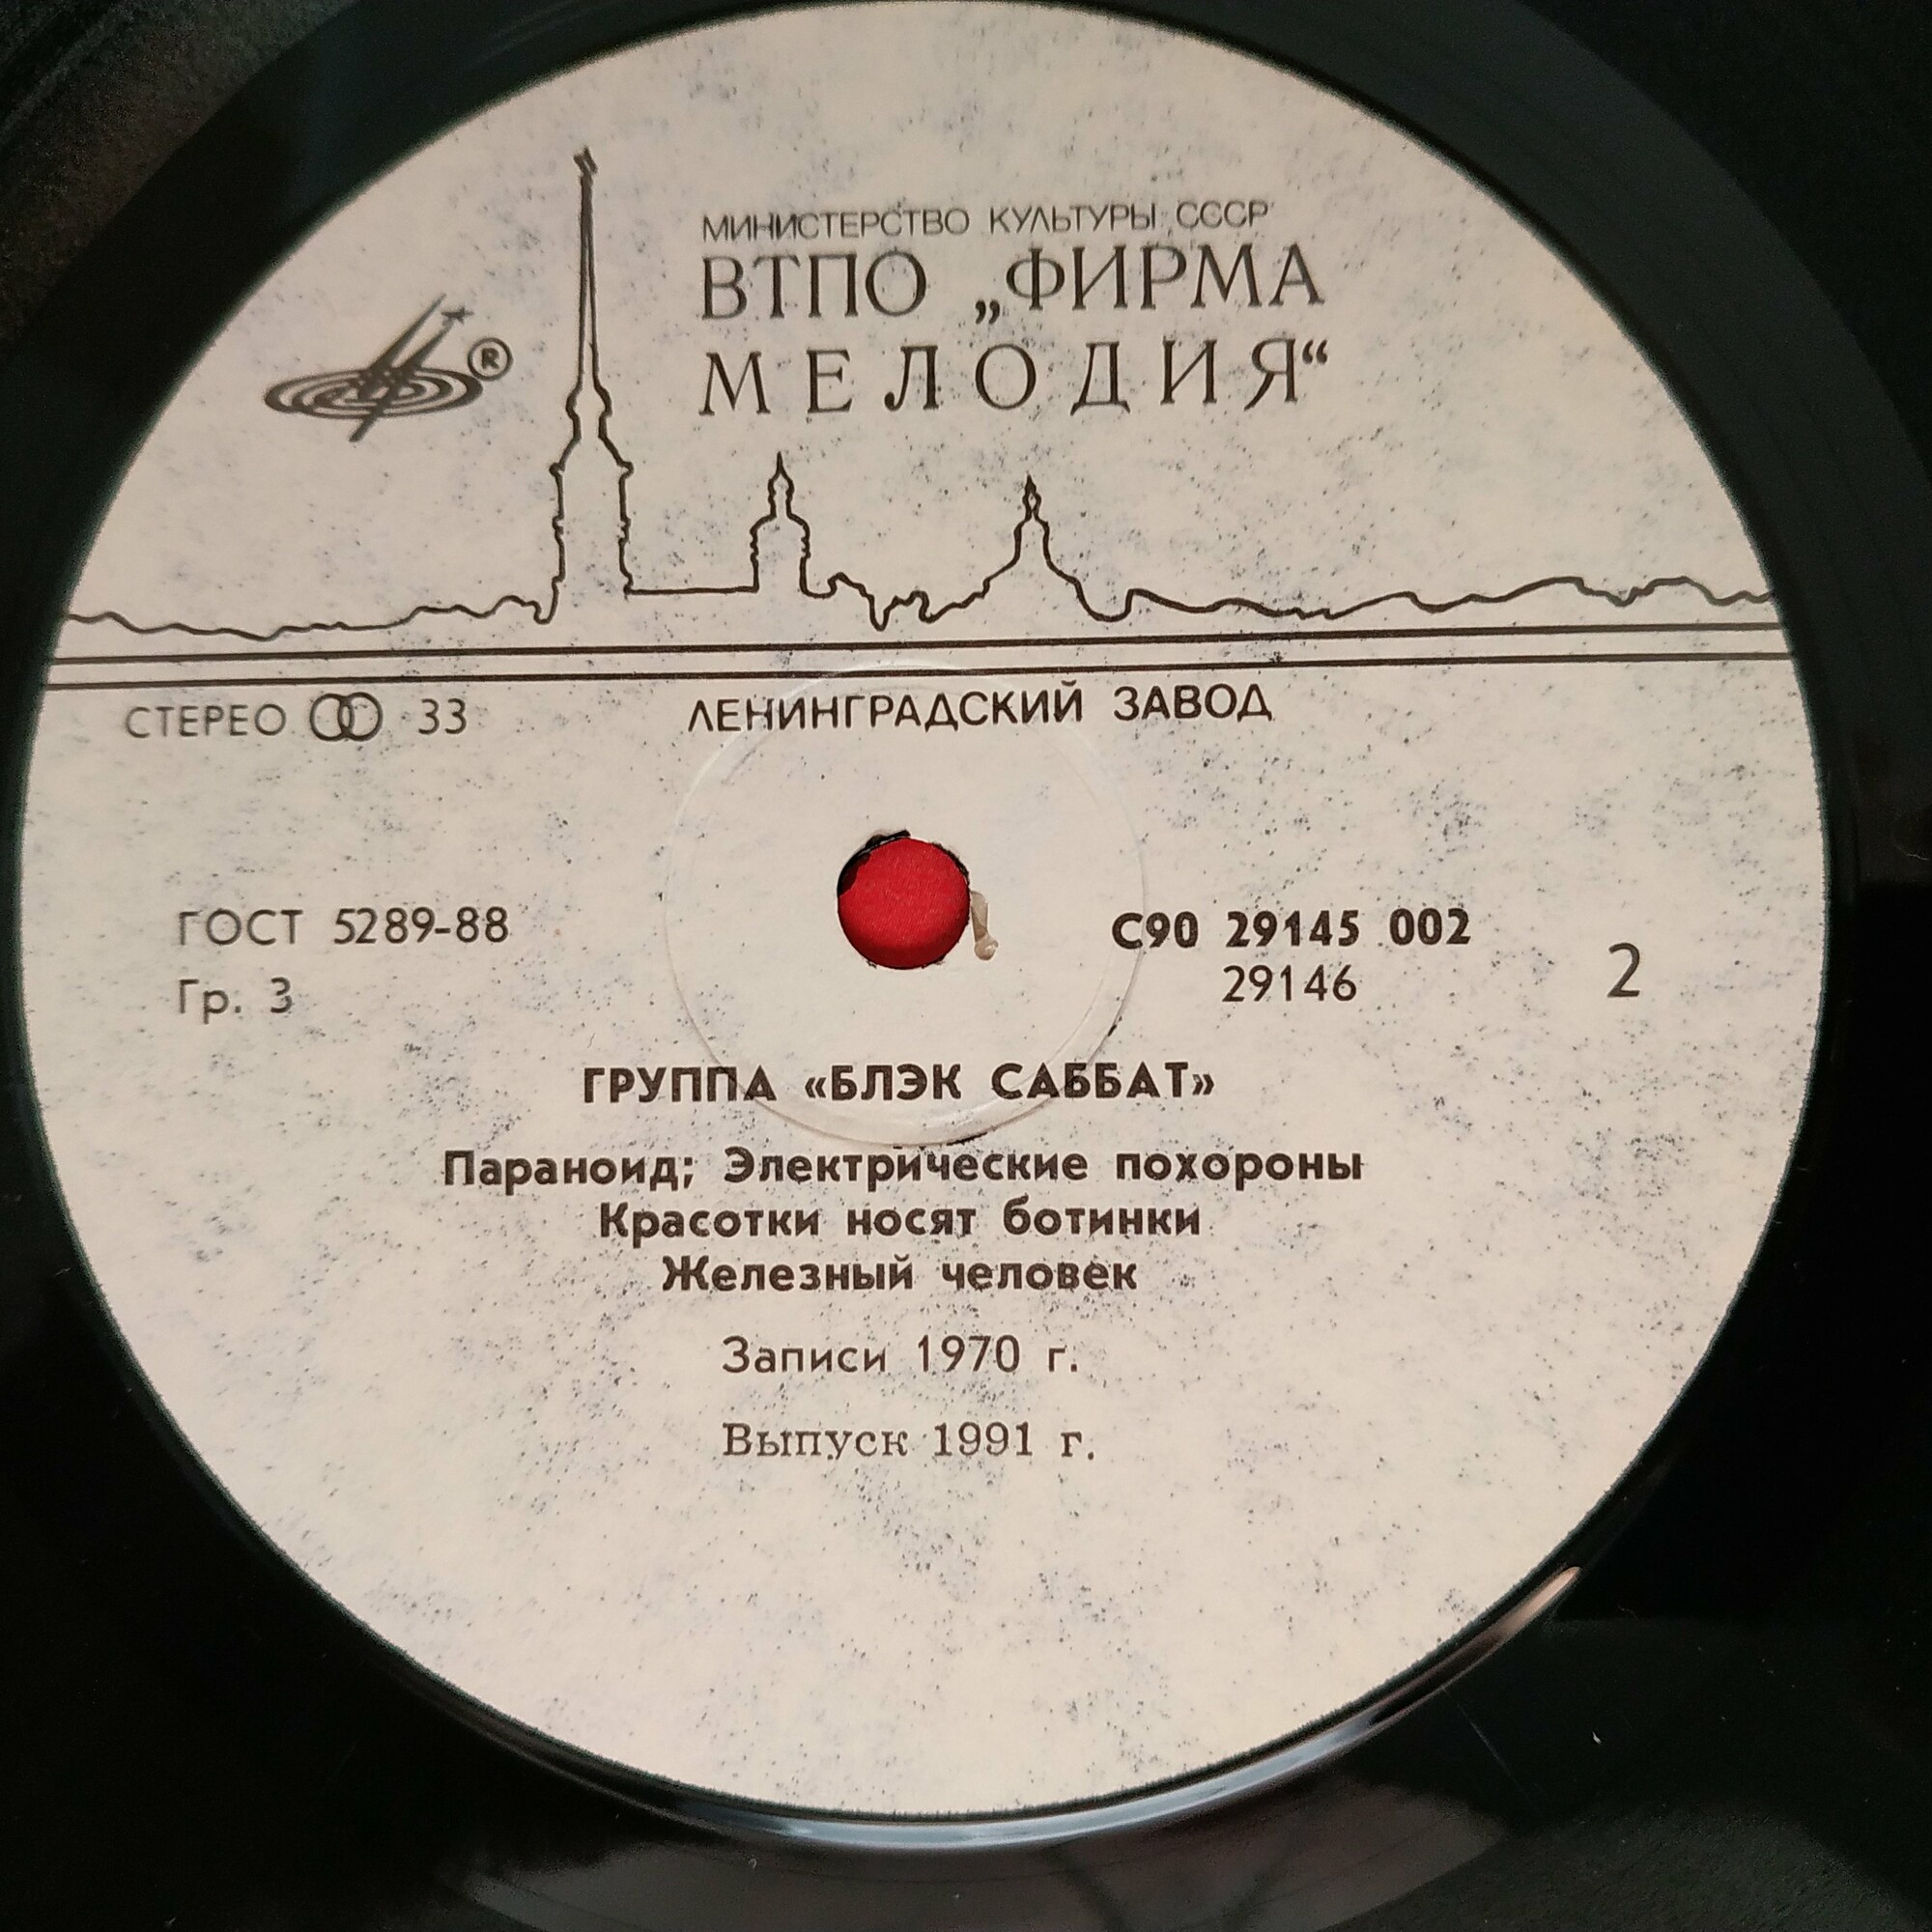 МИНИСТЕРСТВО КУЛЬТУРЫ СССР
ВТПО „ФИРМА
МЕЛОДИЯ“
®
СТЕРЕО 33
ЛЕНИНГРАДСКИЙ ЗАВОД
ГОСТ 5289-88
Гр. 3
С90 29145 002
29146
2
ГРУППА «БЛЭК САББАТ»
Параноид; Электрические похороны
Красотки носят ботинки
Железный человек
Записи 1970 г.
Выпуск 1991 г.